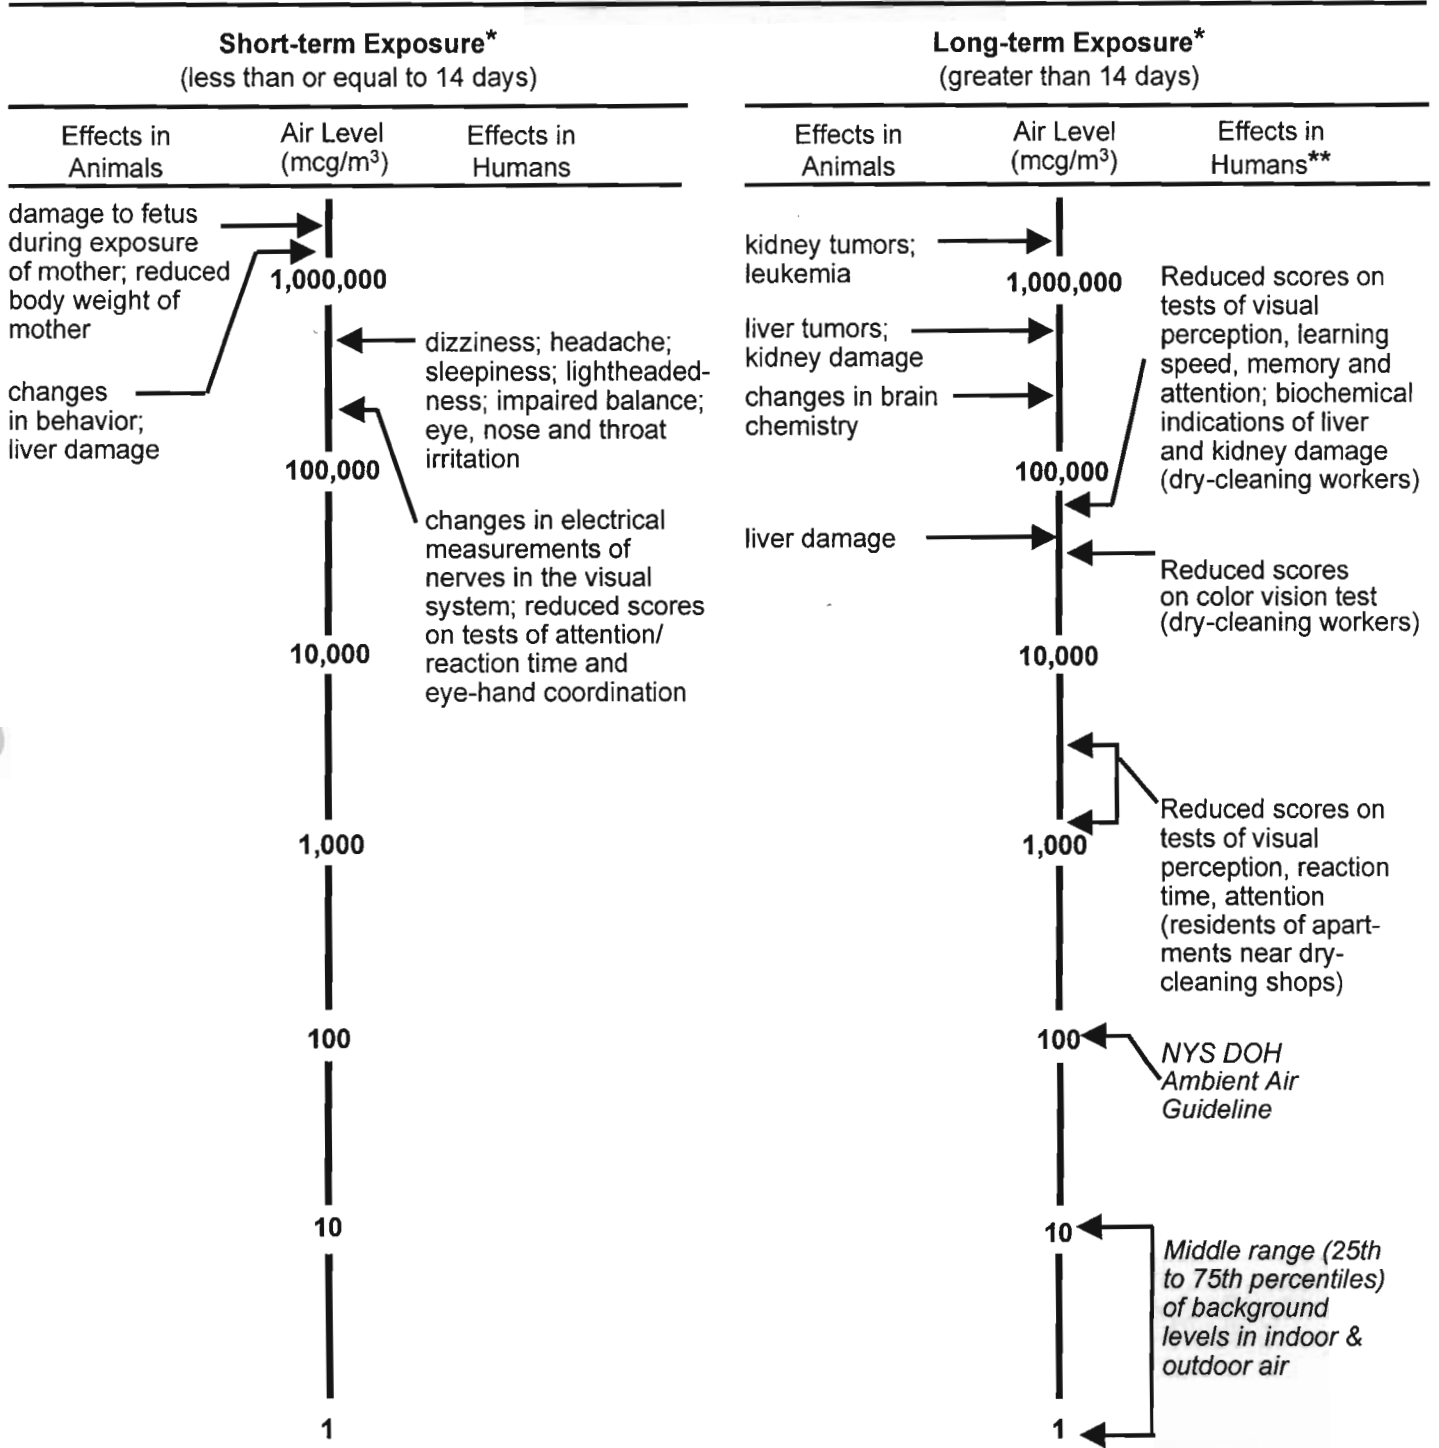 Short-term Exposure*
(less than or equal to 14 days)
Effects in
Animals
Air Level
(mcg/m³)
Effects in
Humans
damage to fetus
during exposure
of mother; reduced
body weight of
mother
changes
in behavior;
liver damage
1,000,000
100,000
10,000
1,000
100
10
1
dizziness; headache;
sleepiness; lightheaded-
ness; impaired balance;
eye, nose and throat
irritation
changes in electrical
measurements of
nerves in the visual
system; reduced scores
on tests of attention/
reaction time and
eye-hand coordination
Long-term Exposure*
(greater than 14 days)
Effects in
Animals
Air Level
(mcg/m³)
Effects in
Humans**
kidney tumors;
leukemia
liver tumors;
kidney damage
changes in brain
chemistry
liver damage
1,000,000
100,000
10,000
1,000
100
10
1
Reduced scores on
tests of visual
perception, learning
speed, memory and
attention; biochemical
indications of liver
and kidney damage
(dry-cleaning workers)
Reduced scores
on color vision test
(dry-cleaning workers)
Reduced scores on
tests of visual
perception, reaction
time, attention
(residents of apart-
ments near dry-
cleaning shops)
NYS DOH
Ambient Air
Guideline
Middle range (25th
to 75th percentiles)
of background
levels in indoor &
outdoor air